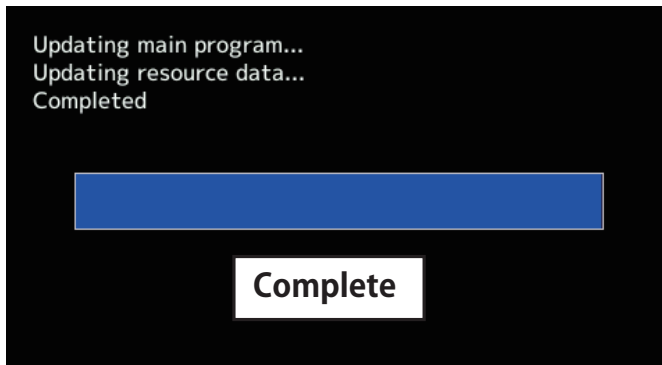 Updating main program...
Updating resource data...
Completed
Complete